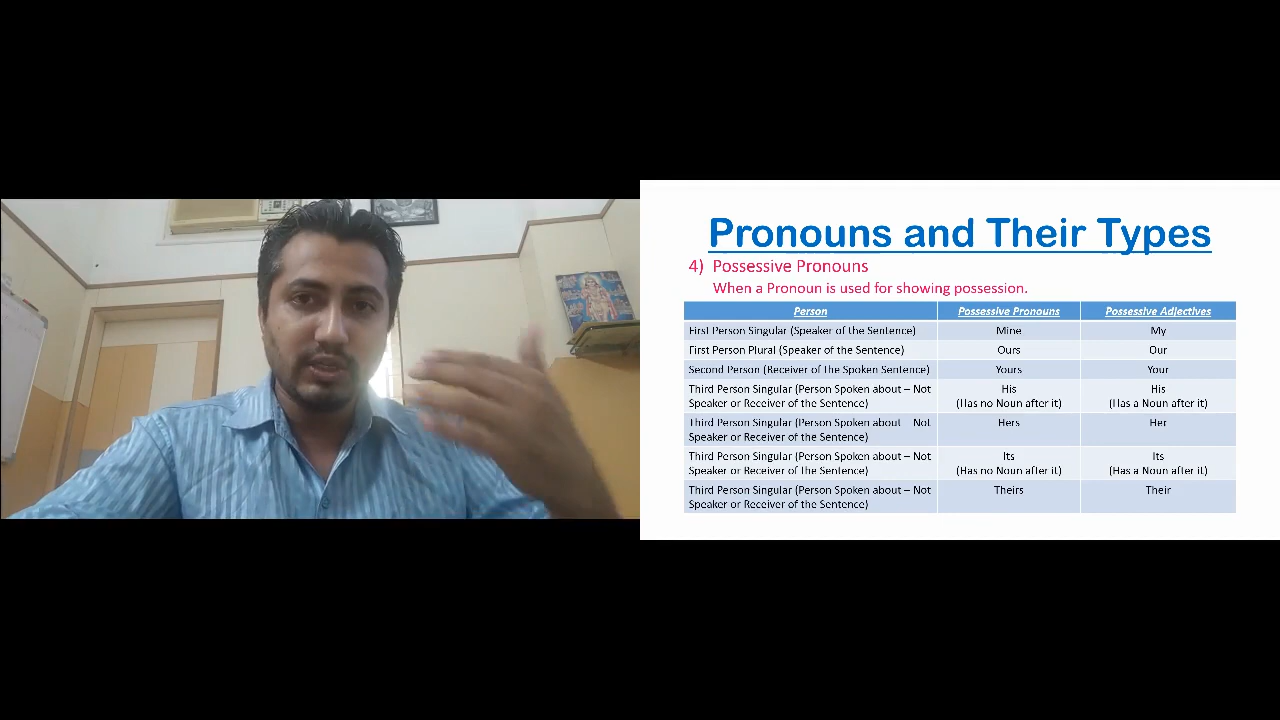 Pronouns and Their Types
4) Possessive Pronouns
When a Pronoun is used for showing possession.
Person Possessive Pronouns Possessive Adjectives
First Person Singular (Speaker of the Sentence) Mine My
First Person Plural (Speaker of the Sentence) Ours Our
Second Person (Receiver of the Spoken Sentence) Yours Your
Third Person Singular (Person Spoken about – Not His His
Speaker or Receiver of the Sentence) (Has no Noun after it) (Has a Noun after it)
Third Person Singular (Person Spoken about Not Hers Her
Speaker or Receiver of the Sentence)
Third Person Singular (Person Spoken about – Not Its Its
Speaker or Receiver of the Sentence) (Has no Noun after it) (Has a Noun after it)
Third Person Singular (Person Spoken about – Not Theirs Their
Speaker or Receiver of the Sentence)